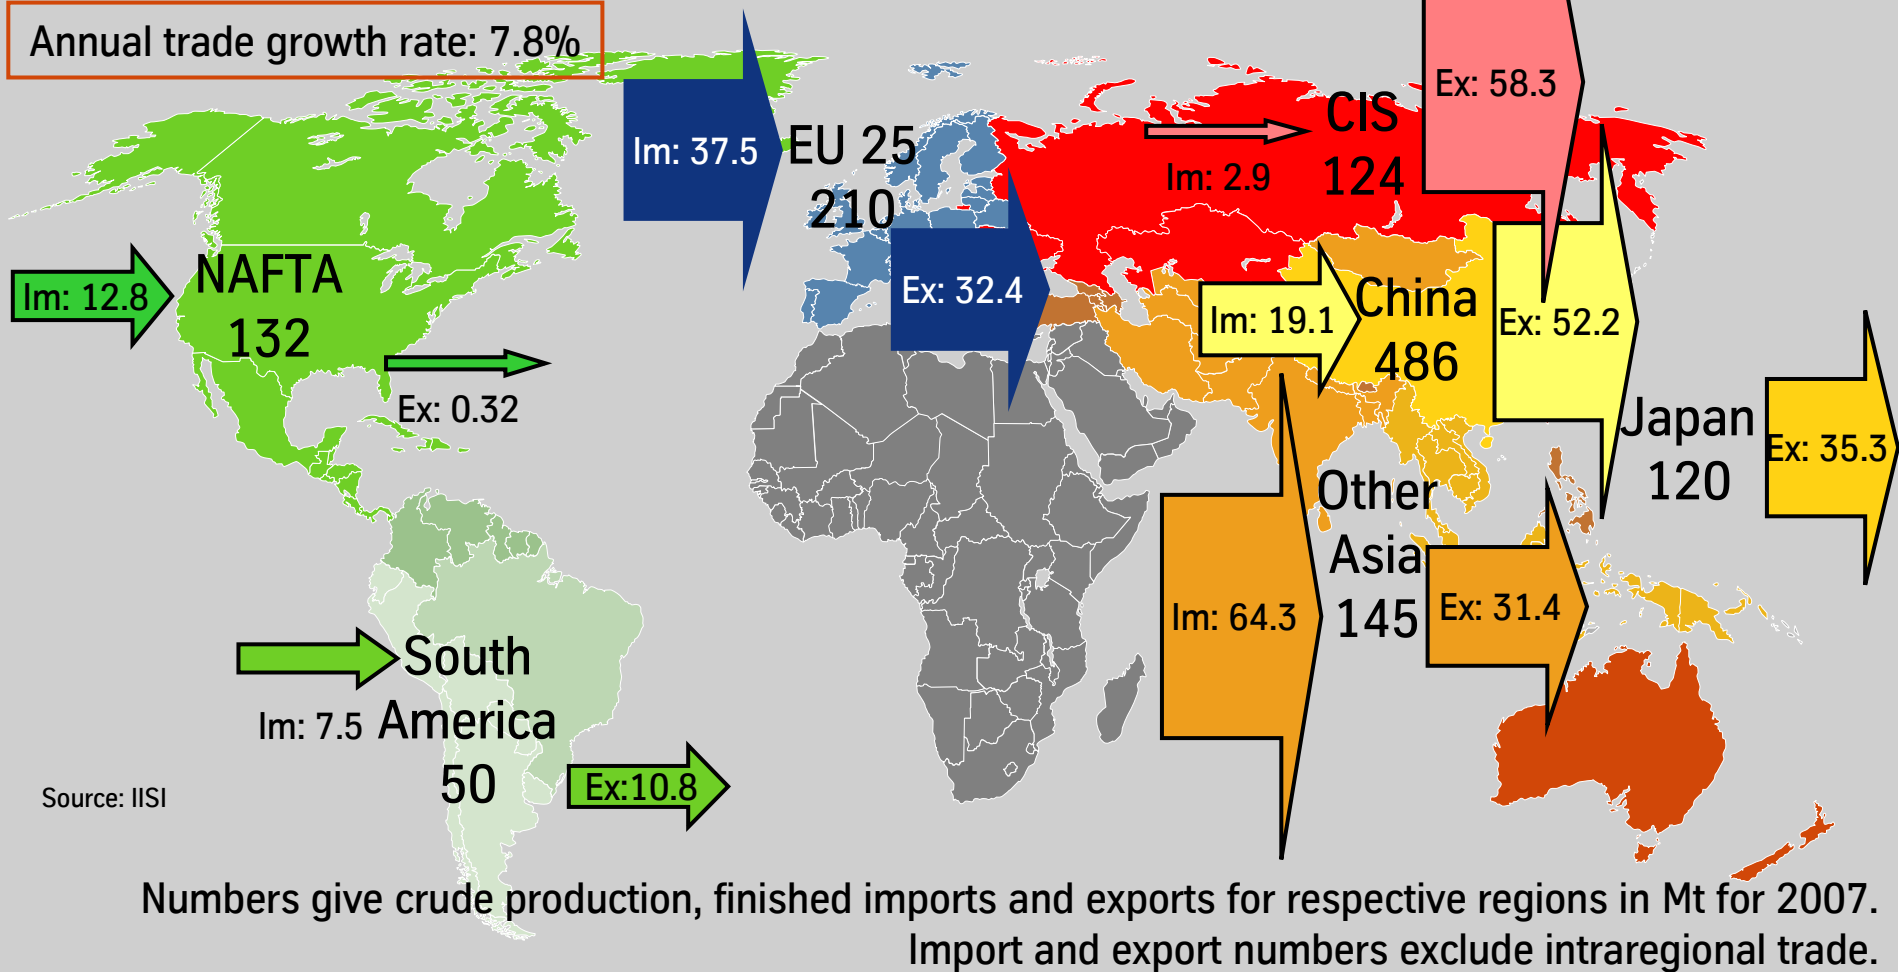 Annual trade growth rate: 7.8%
Im: 37.5
EU 25
210
Ex: 32.4
Im: 2.9
CIS
124
Ex: 58.3
Im: 12.8
NAFTA
132
Ex: 0.32
Im: 19.1
China
486
Ex: 52.2
Japan
120
Ex: 35.3
Im: 64.3
Other
Asia
145
Ex: 31.4
Im: 7.5
South
America
50
Ex:10.8
Source: IISI
Numbers give crude production, finished imports and exports for respective regions in Mt for 2007.
Import and export numbers exclude intraregional trade.